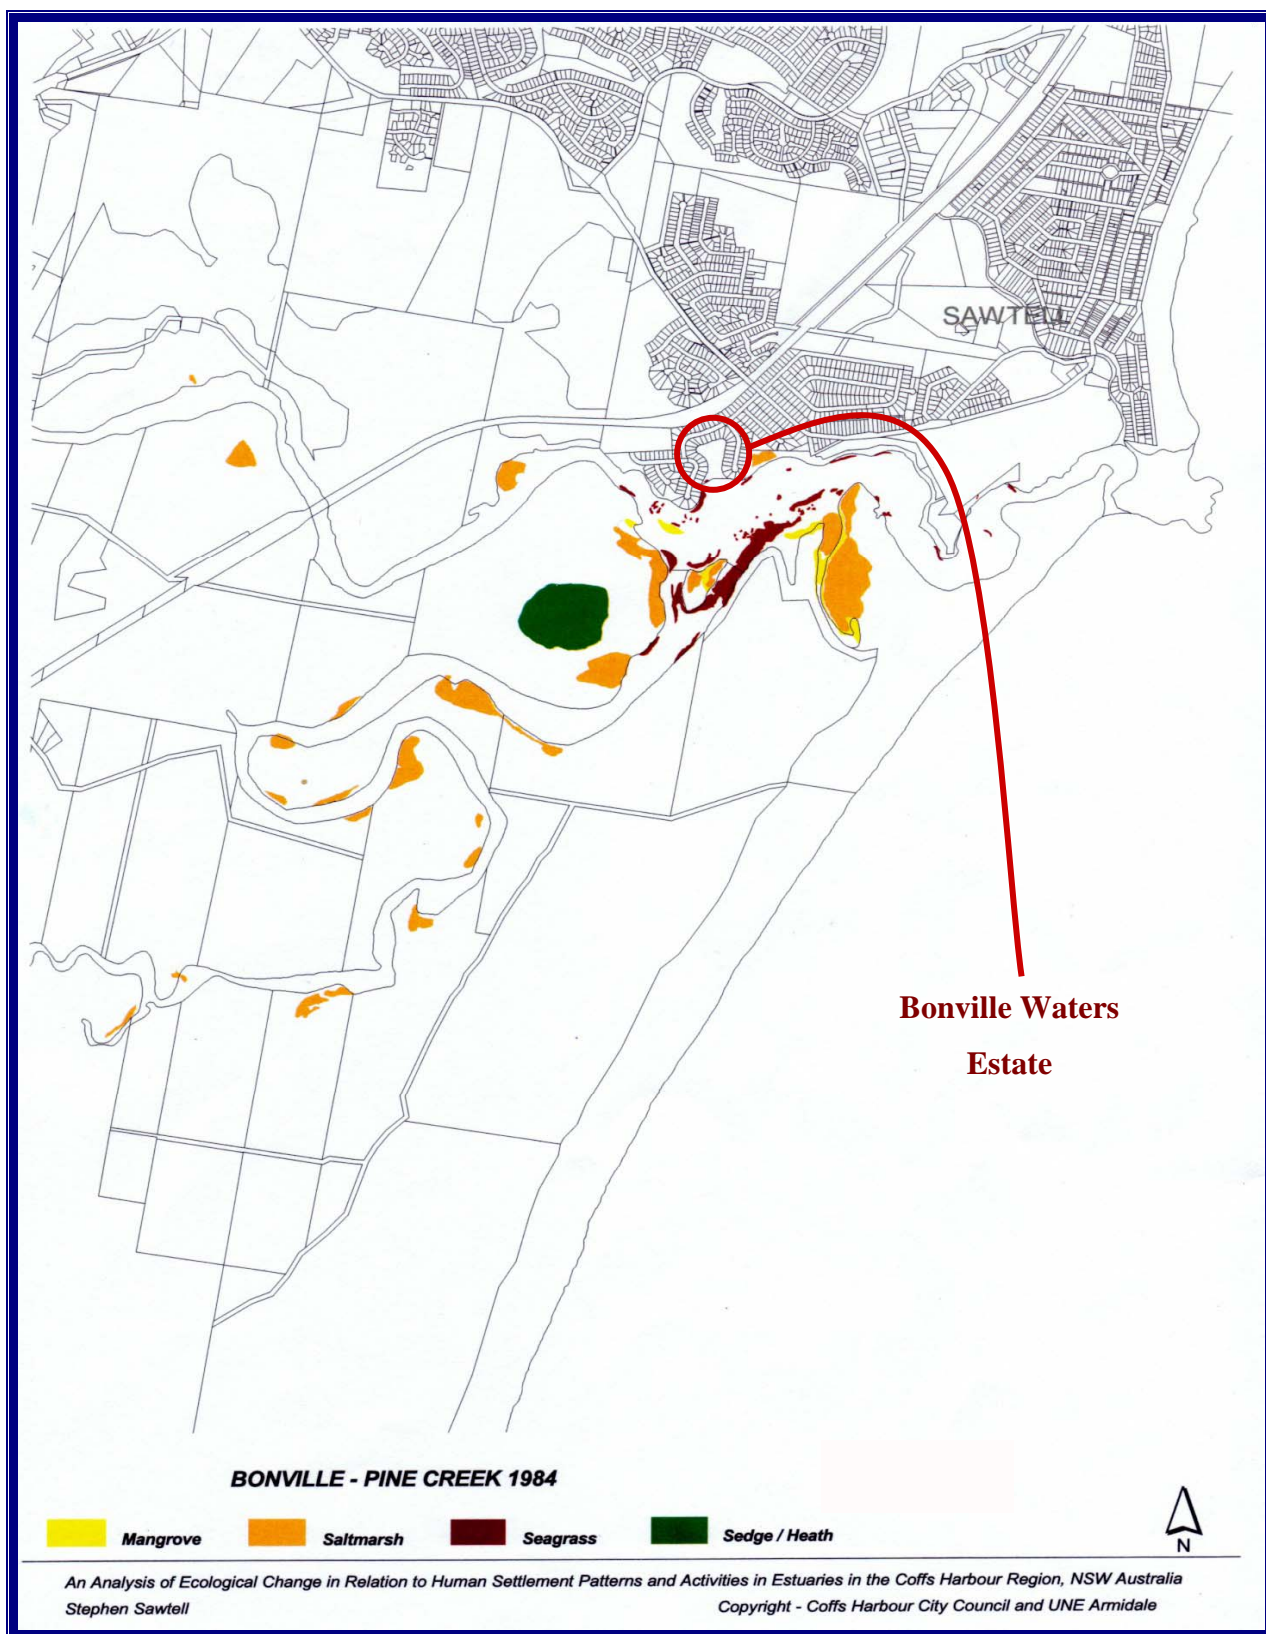 SAWTELL
Bonville Waters
Estate
BONVILLE - PINE CREEK 1984
Mangrove
Saltmarsh
Seagrass
Sedge / Heath
N
An Analysis of Ecological Change in Relation to Human Settlement Patterns and Activities in Estuaries in the Coffs Harbour Region, NSW Australia
Stephen Sawtell
Copyright - Coffs Harbour City Council and UNE Armidale